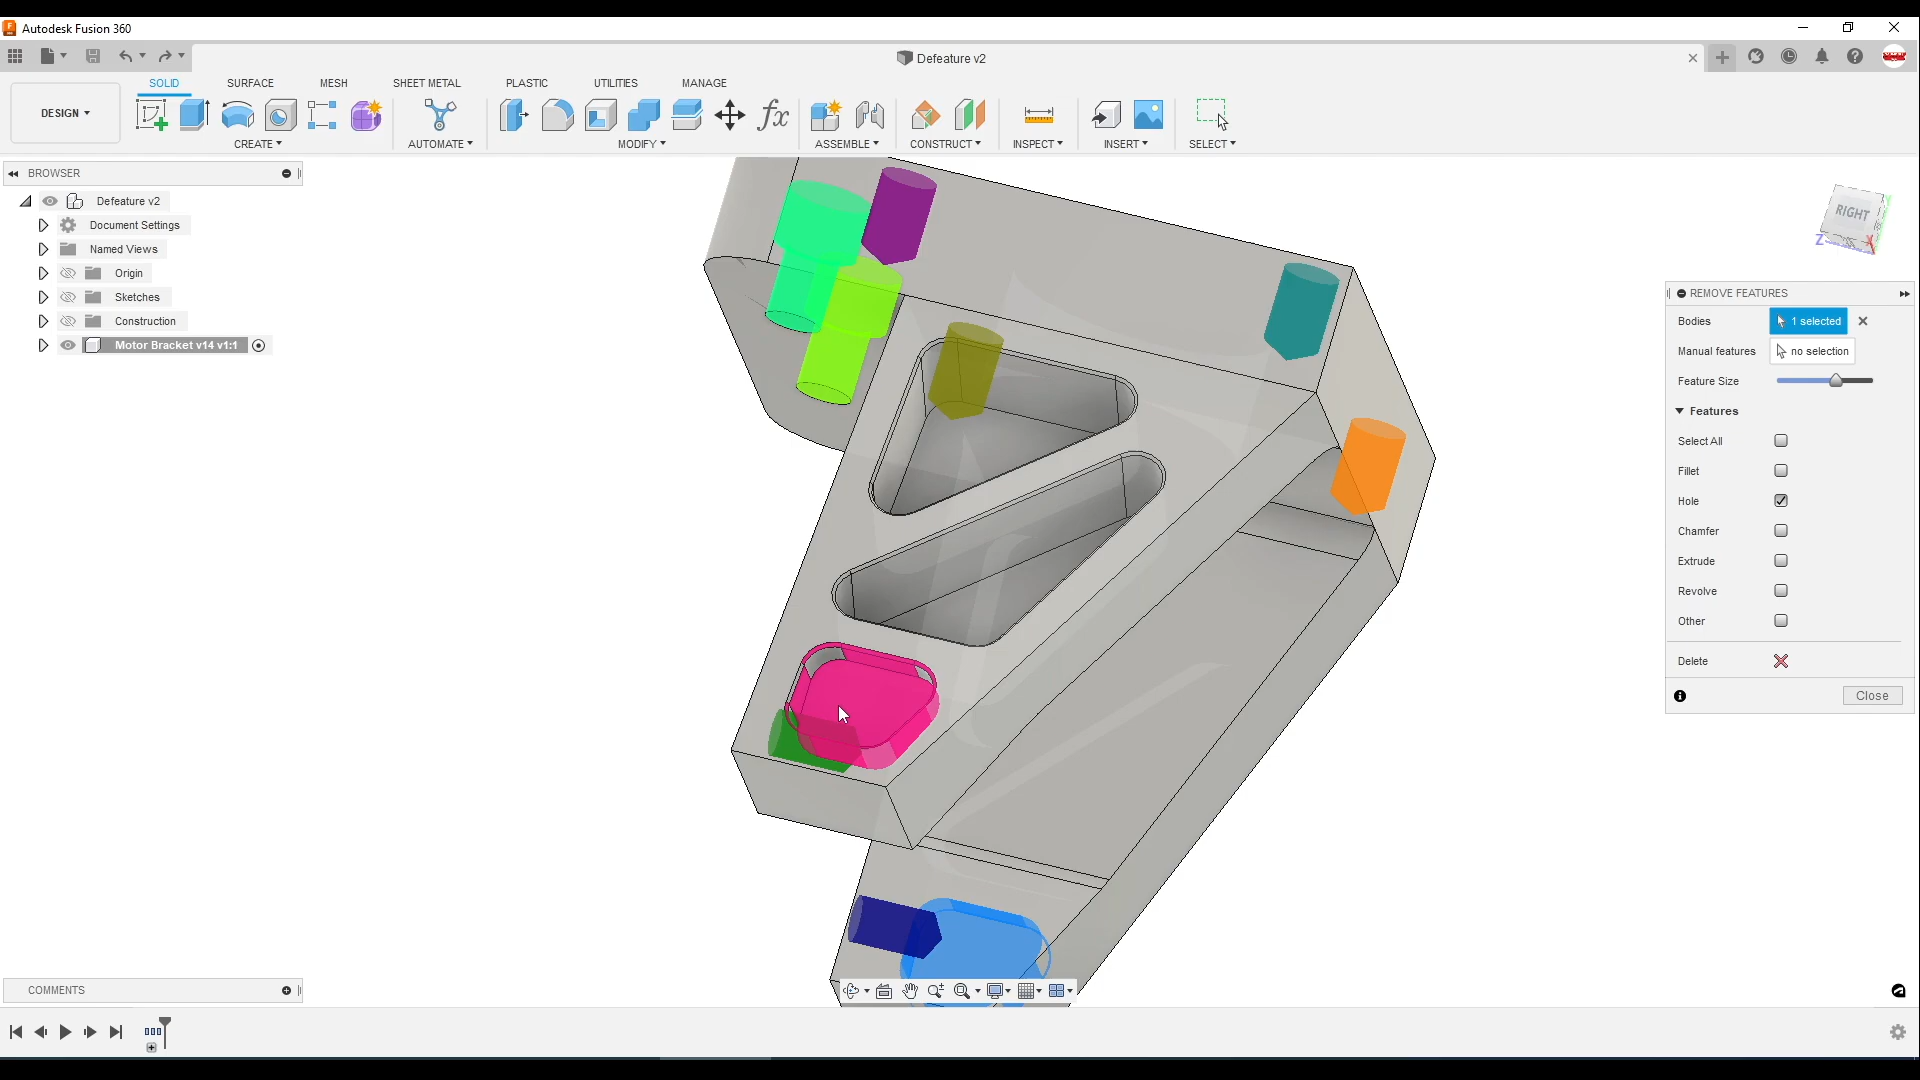 Autodesk Fusion 360
Defeature v2
SOLID SURFACE MESH SHEET METAL PLASTIC UTILITIES MANAGE
DESIGN
CREATE AUTOMATE MODIFY ASSEMBLE CONSTRUCT INSPECT INSERT SELECT
BROWSER
Defeature v2
Document Settings
Named Views
Origin
Sketches
Construction
Motor Bracket v14 v1:1
RIGHT
Z X Y
REMOVE FEATURES
Bodies 1 selected
Manual features no selection
Feature Size
Features
Select All
Fillet
Hole
Chamfer
Extrude
Revolve
Other
Delete
Close
COMMENTS